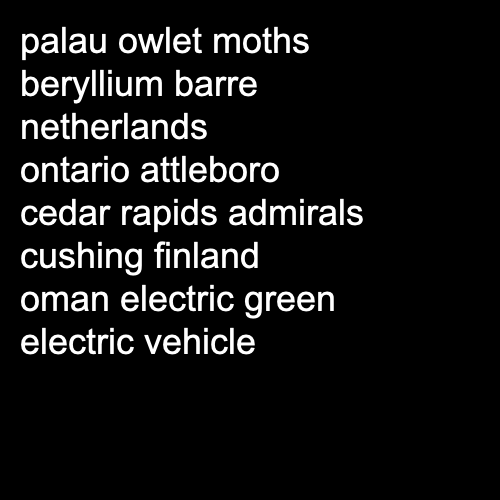 palau owlet moths
beryllium barre
netherlands
ontario attleboro
cedar rapids admirals
cushing finland
oman electric green
electric vehicle